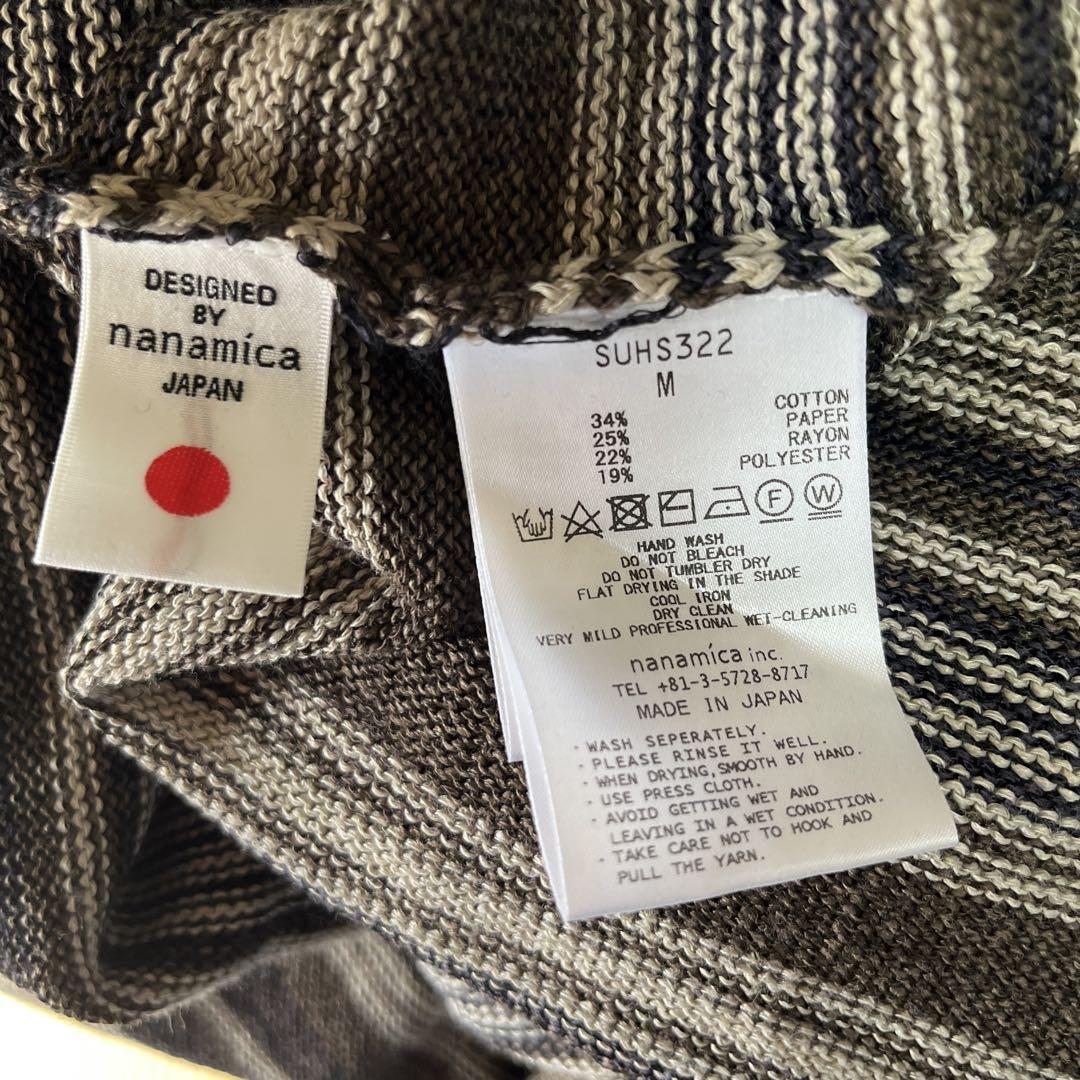 DESIGNED
BY
nanamica
JAPAN
SUHS322
M
34% COTTON
25% PAPER
22% RAYON
19% POLYESTER
F W
HAND WASH
DO NOT BLEACH
DO NOT TUMBLER DRY
FLAT DRYING IN THE SHADE
COOL IRON
DRY CLEAN
VERY MILD PROFESSIONAL WET-CLEANING
nanamica inc.
TEL +81-3-5728-8717
MADE IN JAPAN
・WASH SEPERATELY.
・PLEASE RINSE IT WELL.
・WHEN DRYING,SMOOTH BY HAND.
・USE PRESS CLOTH.
・AVOID GETTING WET AND
LEAVING IN A WET CONDITION.
・TAKE CARE NOT TO HOOK AND
PULL THE YARN.